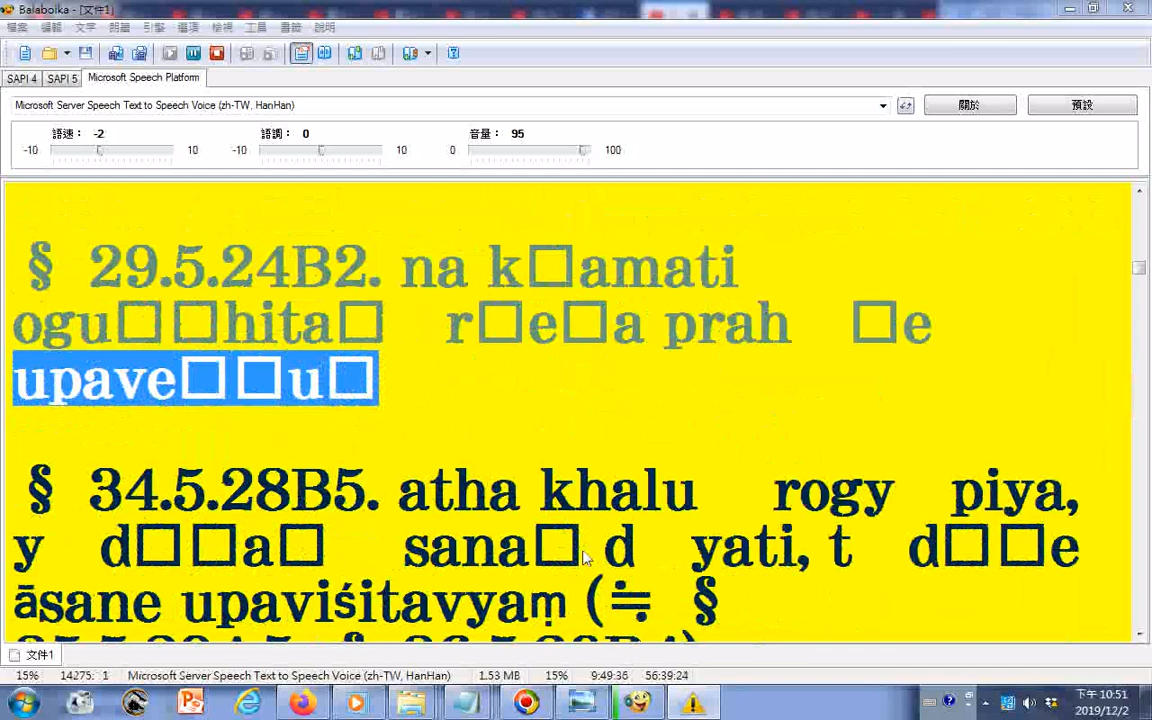 Balabolka - [文件1]
檔案 編輯 文字 朗讀 引擎 選項 檢視 工具 書籤 說明
SAPI 4 SAPI 5 Microsoft Speech Platform
Microsoft Server Speech Text to Speech Voice (zh-TW, HanHan)
關於 預設
語速： -2 語調： 0 音量： 95
-10 10 -10 10 0 100
§ 29.5.24B2. na k□amati
ogu□□hita□ r□e□a prah □e
upave□□u□
§ 34.5.28B5. atha khalu rogy piya,
y d□□a□ sana□ d yati, t d□□e
āsane upaviśitavyaṃ (≒ §
文件1
15% 14275: 1 Microsoft Server Speech Text to Speech Voice (zh-TW, HanHan) 1.53 MB 15% 9:49:36 56:39:24
下午 10:51
2019/12/2